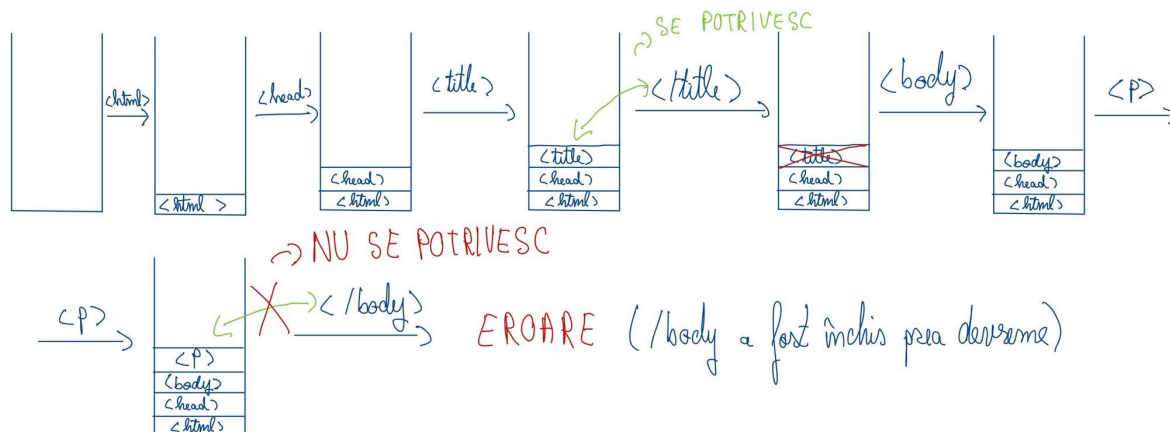 SE POTRIVESC
<html> <head> <title> </title> <body> <P>
<title> <title> <body>
<head> <head> <head> <head>
<html> <html> <html> <html> <html>
NU SE POTRIVESC
<P> </body> EROARE (/body a fost închis prea devreme)
<P>
<body>
<head>
<html>